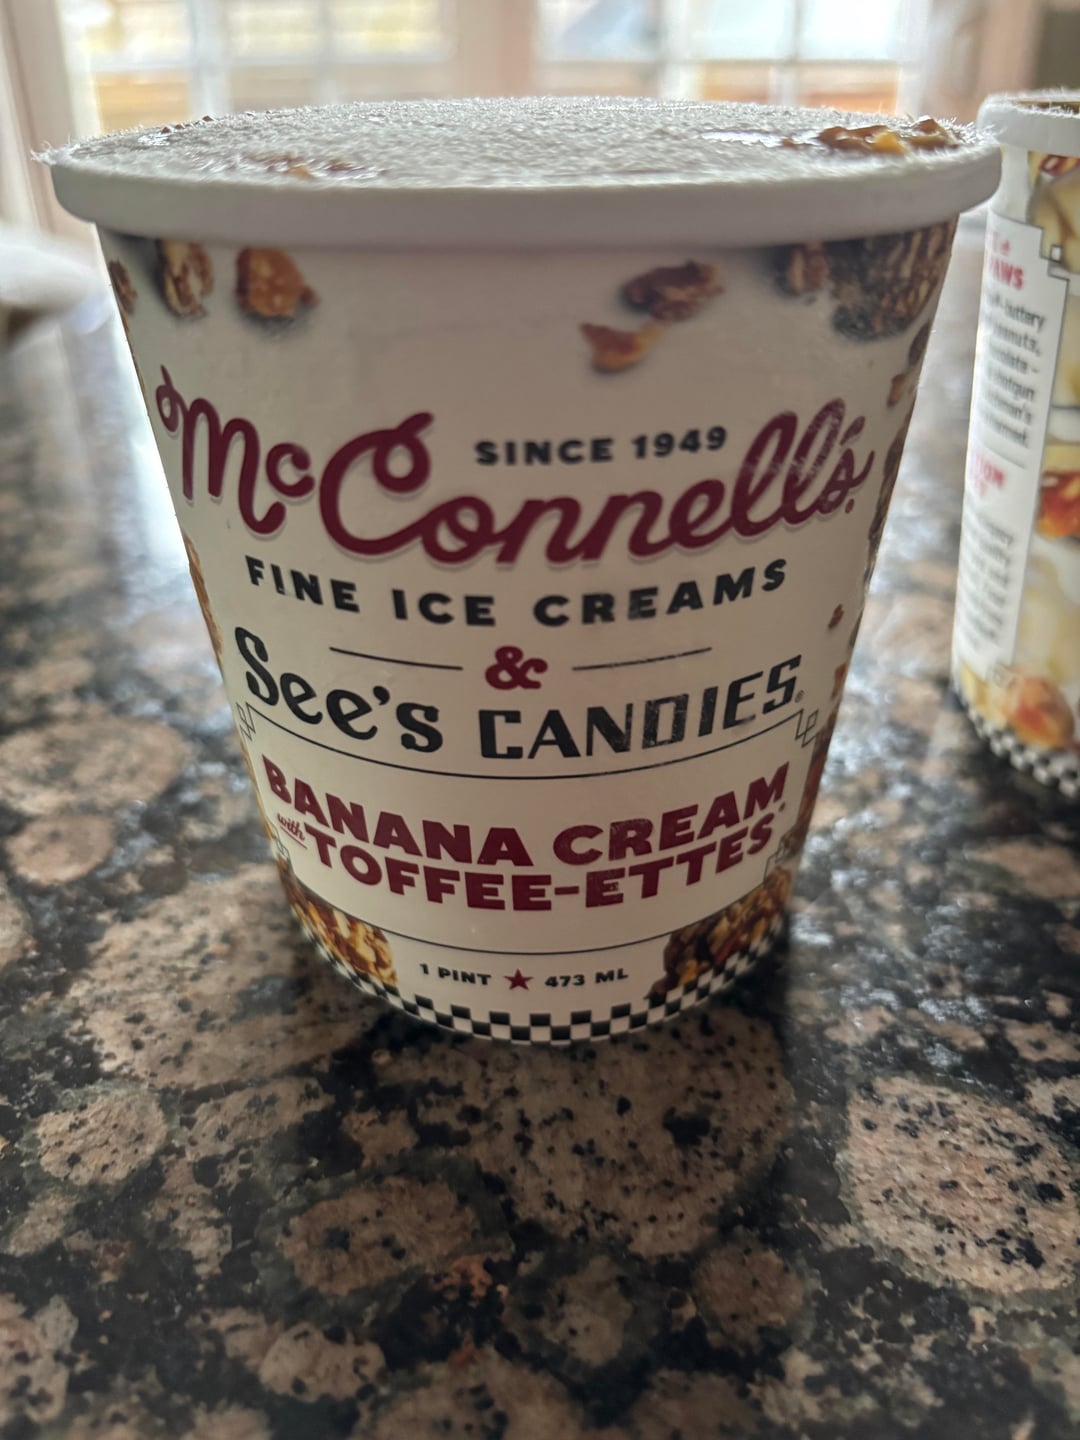 SINCE 1949
McConnell's.
FINE ICE CREAMS
&
See's CANDIES®
BANANA CREAM
with TOFFEE-ETTES®
1 PINT ★ 473 ML